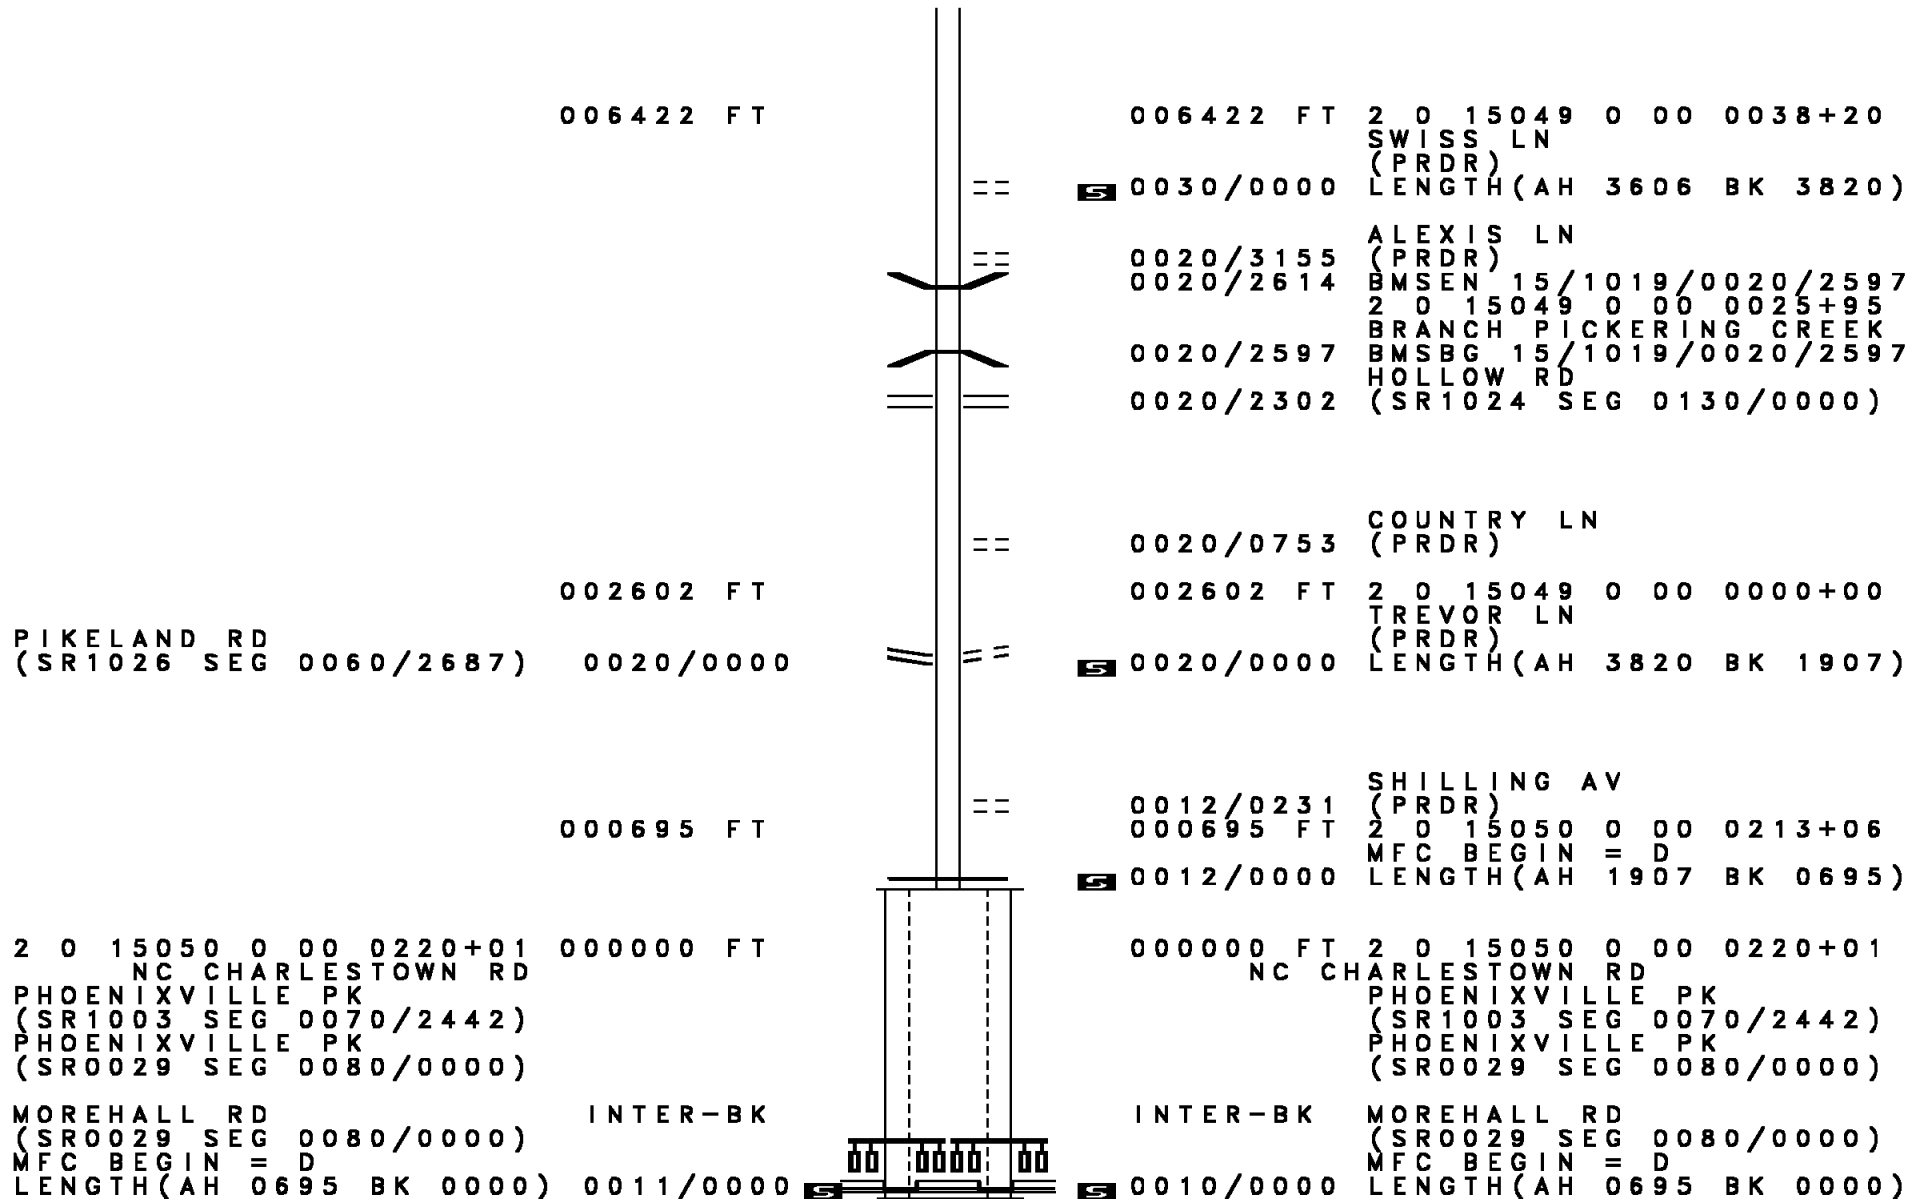 006422 FT 006422 FT 2 0 15049 0 00 0038+20
SWISS LN
(PRDR)
S 0030/0000 LENGTH(AH 3606 BK 3820)
ALEXIS LN
0020/3155 (PRDR)
0020/2614 BMSEN 15/1019/0020/2597
2 0 15049 0 00 0025+95
BRANCH PICKERING CREEK
0020/2597 BMSBG 15/1019/0020/2597
HOLLOW RD
0020/2302 (SR1024 SEG 0130/0000)
COUNTRY LN
0020/0753 (PRDR)
002602 FT 002602 FT 2 0 15049 0 00 0000+00
TREVOR LN
PIKELAND RD (PRDR)
(SR1026 SEG 0060/2687) 0020/0000 S 0020/0000 LENGTH(AH 3820 BK 1907)
SHILLING AV
0012/0231 (PRDR)
000695 FT 000695 FT 2 0 15050 0 00 0213+06
MFC BEGIN = D
S 0012/0000 LENGTH(AH 1907 BK 0695)
2 0 15050 0 00 0220+01 000000 FT 000000 FT 2 0 15050 0 00 0220+01
NC CHARLESTOWN RD NC CHARLESTOWN RD
PHOENIXVILLE PK PHOENIXVILLE PK
(SR1003 SEG 0070/2442) (SR1003 SEG 0070/2442)
PHOENIXVILLE PK PHOENIXVILLE PK
(SR0029 SEG 0080/0000) (SR0029 SEG 0080/0000)
MOREHALL RD INTER-BK INTER-BK MOREHALL RD
(SR0029 SEG 0080/0000) (SR0029 SEG 0080/0000)
MFC BEGIN = D MFC BEGIN = D
LENGTH(AH 0695 BK 0000) 0011/0000 S S 0010/0000 LENGTH(AH 0695 BK 0000)